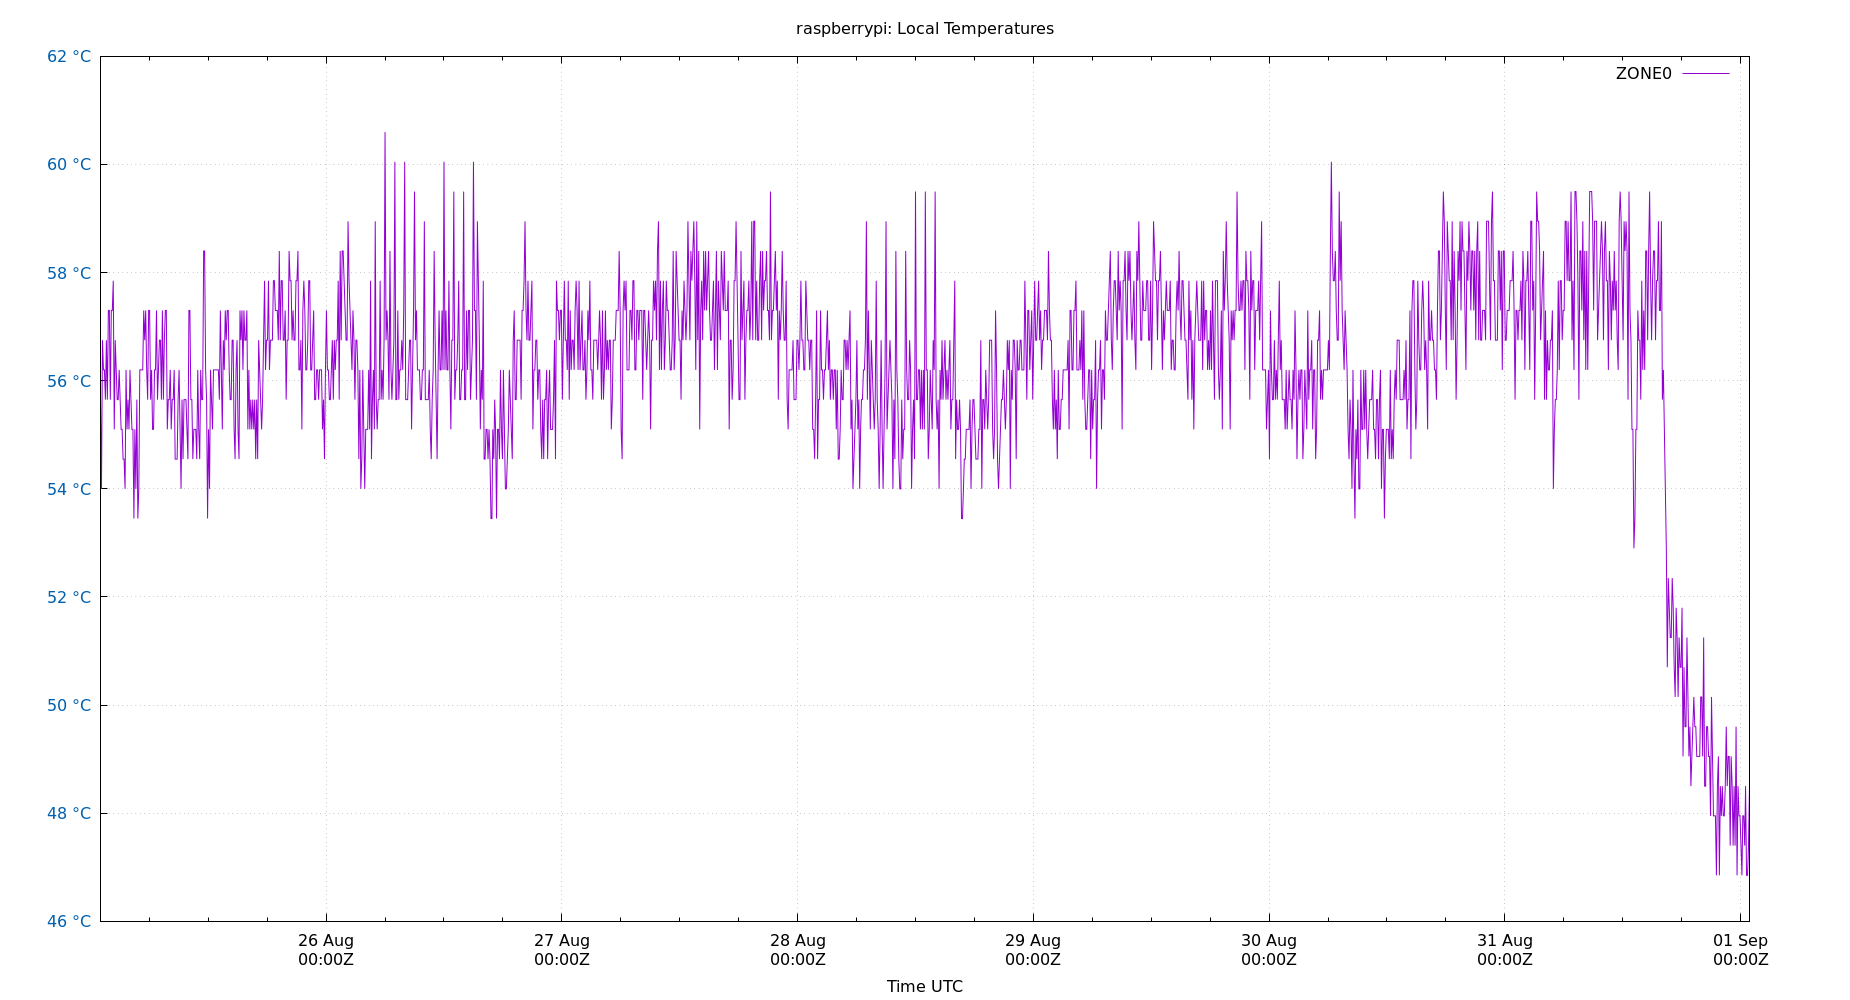 raspberrypi: Local Temperatures
62 °C
ZONE0
60 °C
58 °C
56 °C
54 °C
52 °C
50 °C
48 °C
46 °C
26 Aug 27 Aug 28 Aug 29 Aug 30 Aug 31 Aug 01 Sep
00:00Z 00:00Z 00:00Z 00:00Z 00:00Z 00:00Z 00:00Z
Time UTC